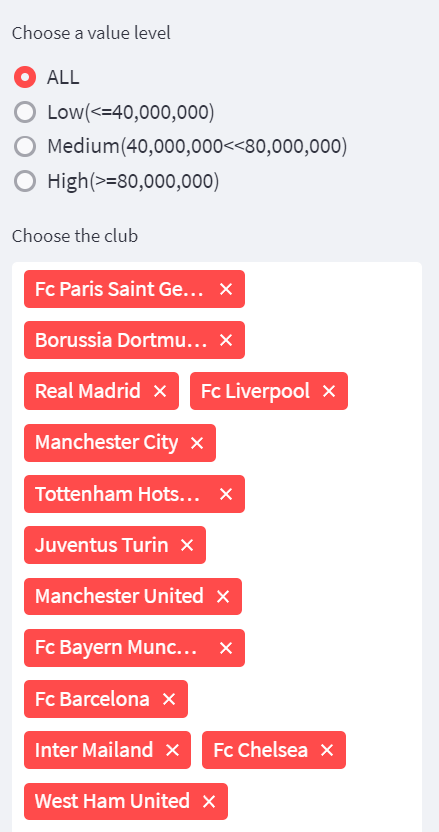 Choose a value level
ALL
Low(<=40,000,000)
Medium(40,000,000<<80,000,000)
High(>=80,000,000)
Choose the club
Fc Paris Saint Ge... ×
Borussia Dortmu... ×
Real Madrid × Fc Liverpool ×
Manchester City ×
Tottenham Hots... ×
Juventus Turin ×
Manchester United ×
Fc Bayern Munc... ×
Fc Barcelona ×
Inter Mailand × Fc Chelsea ×
West Ham United ×